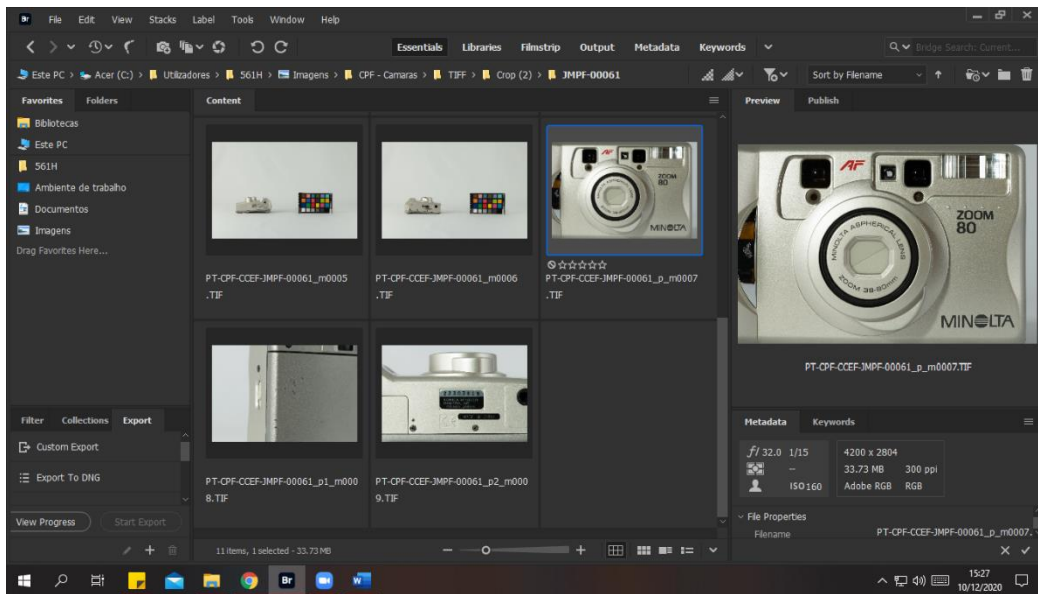 Br File Edit View Stacks Label Tools Window Help
Essentials Libraries Filmstrip Output Metadata Keywords
Bridge Search: Current...
Este PC > Acer (C:) > Utilizadores > 561H > Imagens > CPF - Camaras > TIFF > Crop (2) > JMPF-00061
Sort by Filename
Favorites Folders
Bibliotecas
Este PC
561H
Ambiente de trabalho
Documentos
Imagens
Drag Favorites Here...
Filter Collections Export
Custom Export
Export To DNG
View Progress Start Export
Content
PT-CPF-CCEF-JMPF-00061_m0005
.TIF
PT-CPF-CCEF-JMPF-00061_m0006
.TIF
AF
ZOOM
80
MINOLTA
PT-CPF-CCEF-JMPF-00061_p_m0007
.TIF
PT-CPF-CCEF-JMPF-00061_p1_m000
8.TIF
PT-CPF-CCEF-JMPF-00061_p2_m000
9.TIF
11 items, 1 selected - 33.73 MB
Preview Publish
AF
ZOOM
80
MINOLTA ASPHERICAL LENS
ZOOM 38-80mm
MINOLTA
PT-CPF-CCEF-JMPF-00061_p_m0007.TIF
Metadata Keywords
f/ 32.0 1/15
--
ISO160
4200 x 2804
33.73 MB 300 ppi
Adobe RGB RGB
File Properties
Filename PT-CPF-CCEF-JMPF-00061_p_m0007.
Br W
15:27
10/12/2020